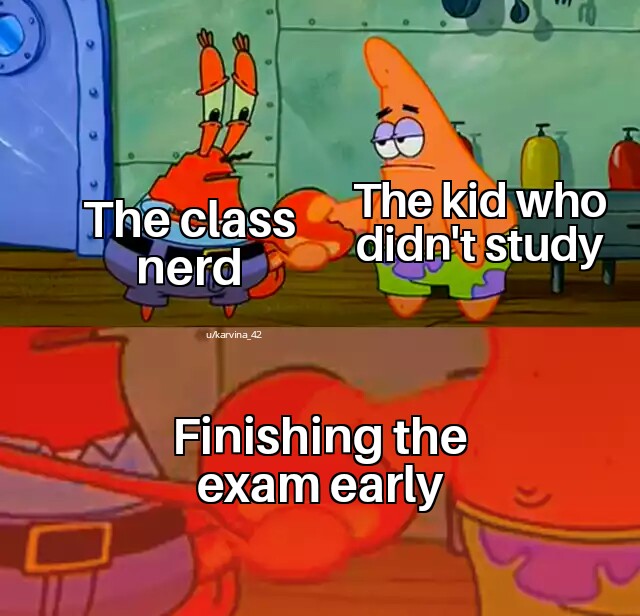 The class
nerd
The kid who
didn't study
u/karvina_42
Finishing the
exam early